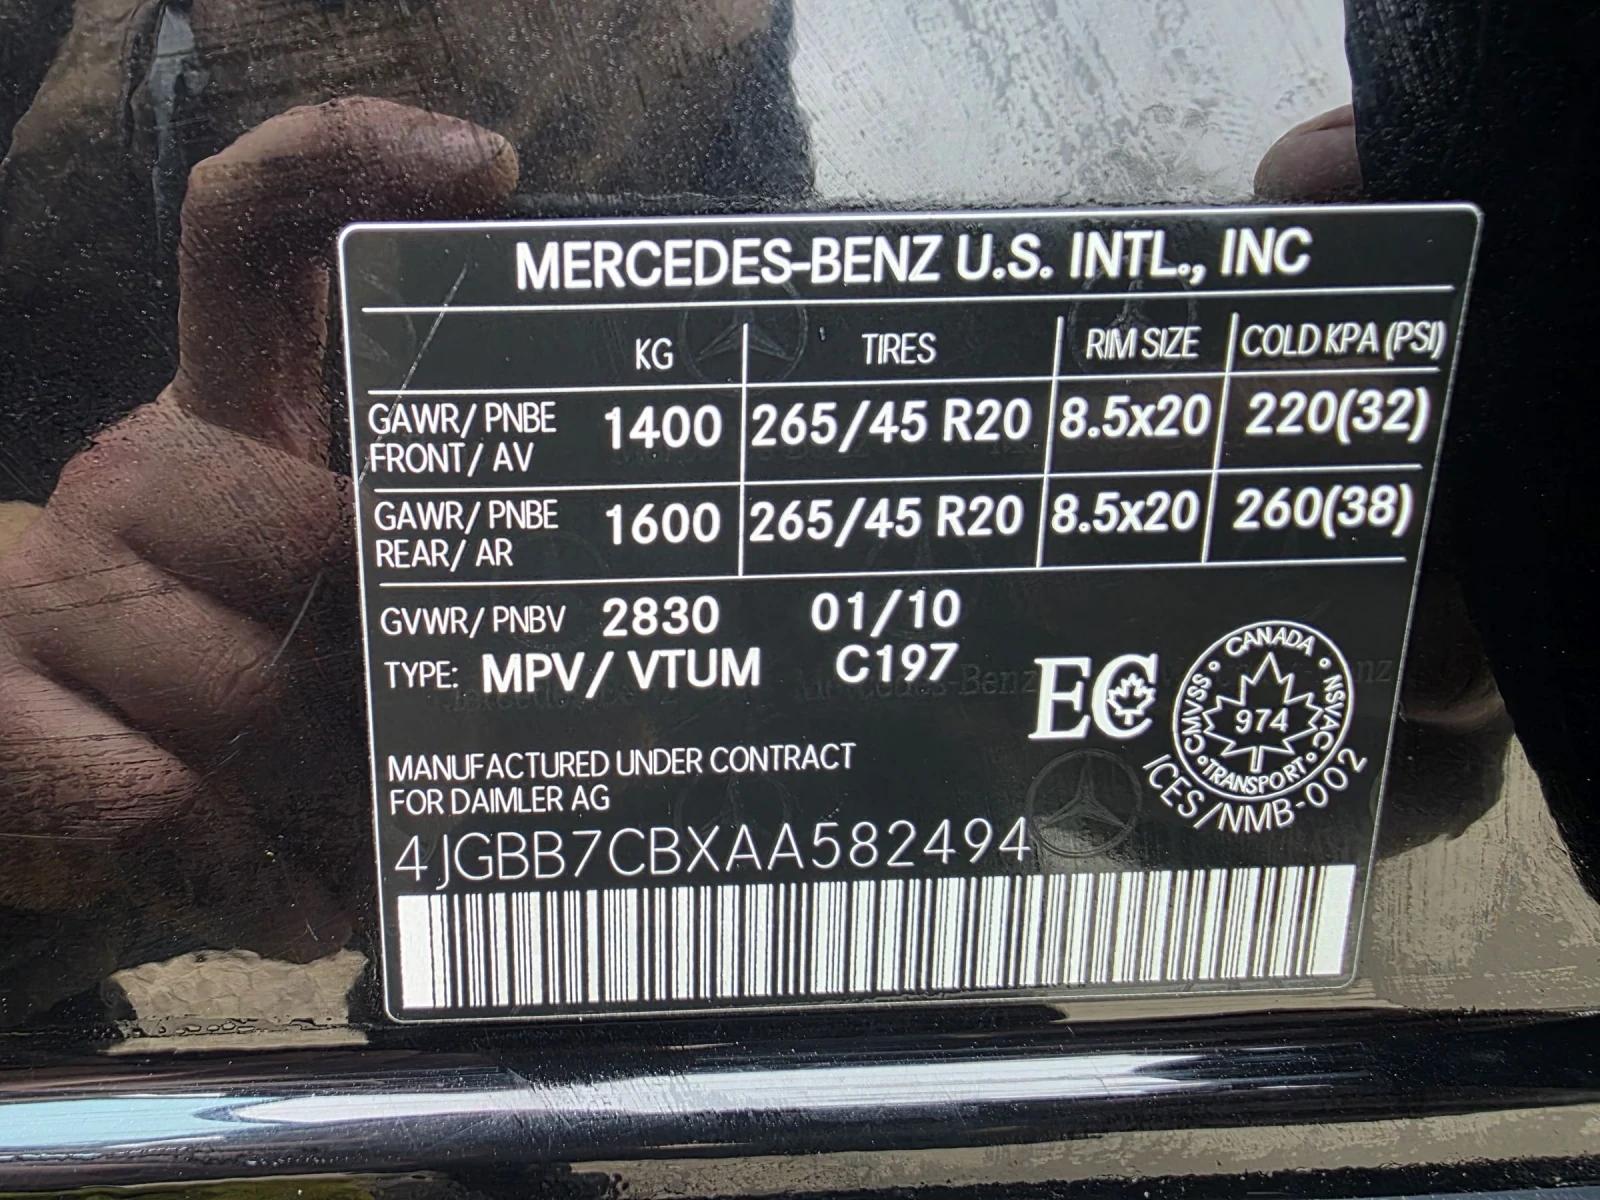 MERCEDES-BENZ U.S. INTL., INC
KG TIRES RIM SIZE COLD KPA (PSI)
GAWR/ PNBE FRONT/ AV 1400 265/45 R20 8.5x20 220(32)
GAWR/ PNBE REAR/ AR 1600 265/45 R20 8.5x20 260(38)
GVWR/ PNBV 2830 01/10
TYPE: MPV/ VTUM C197
EC
CANADA
CMVSS NSVAC
974
TRANSPORT
ICES/NMB-002
MANUFACTURED UNDER CONTRACT
FOR DAIMLER AG
4JGBB7CBXAA582494